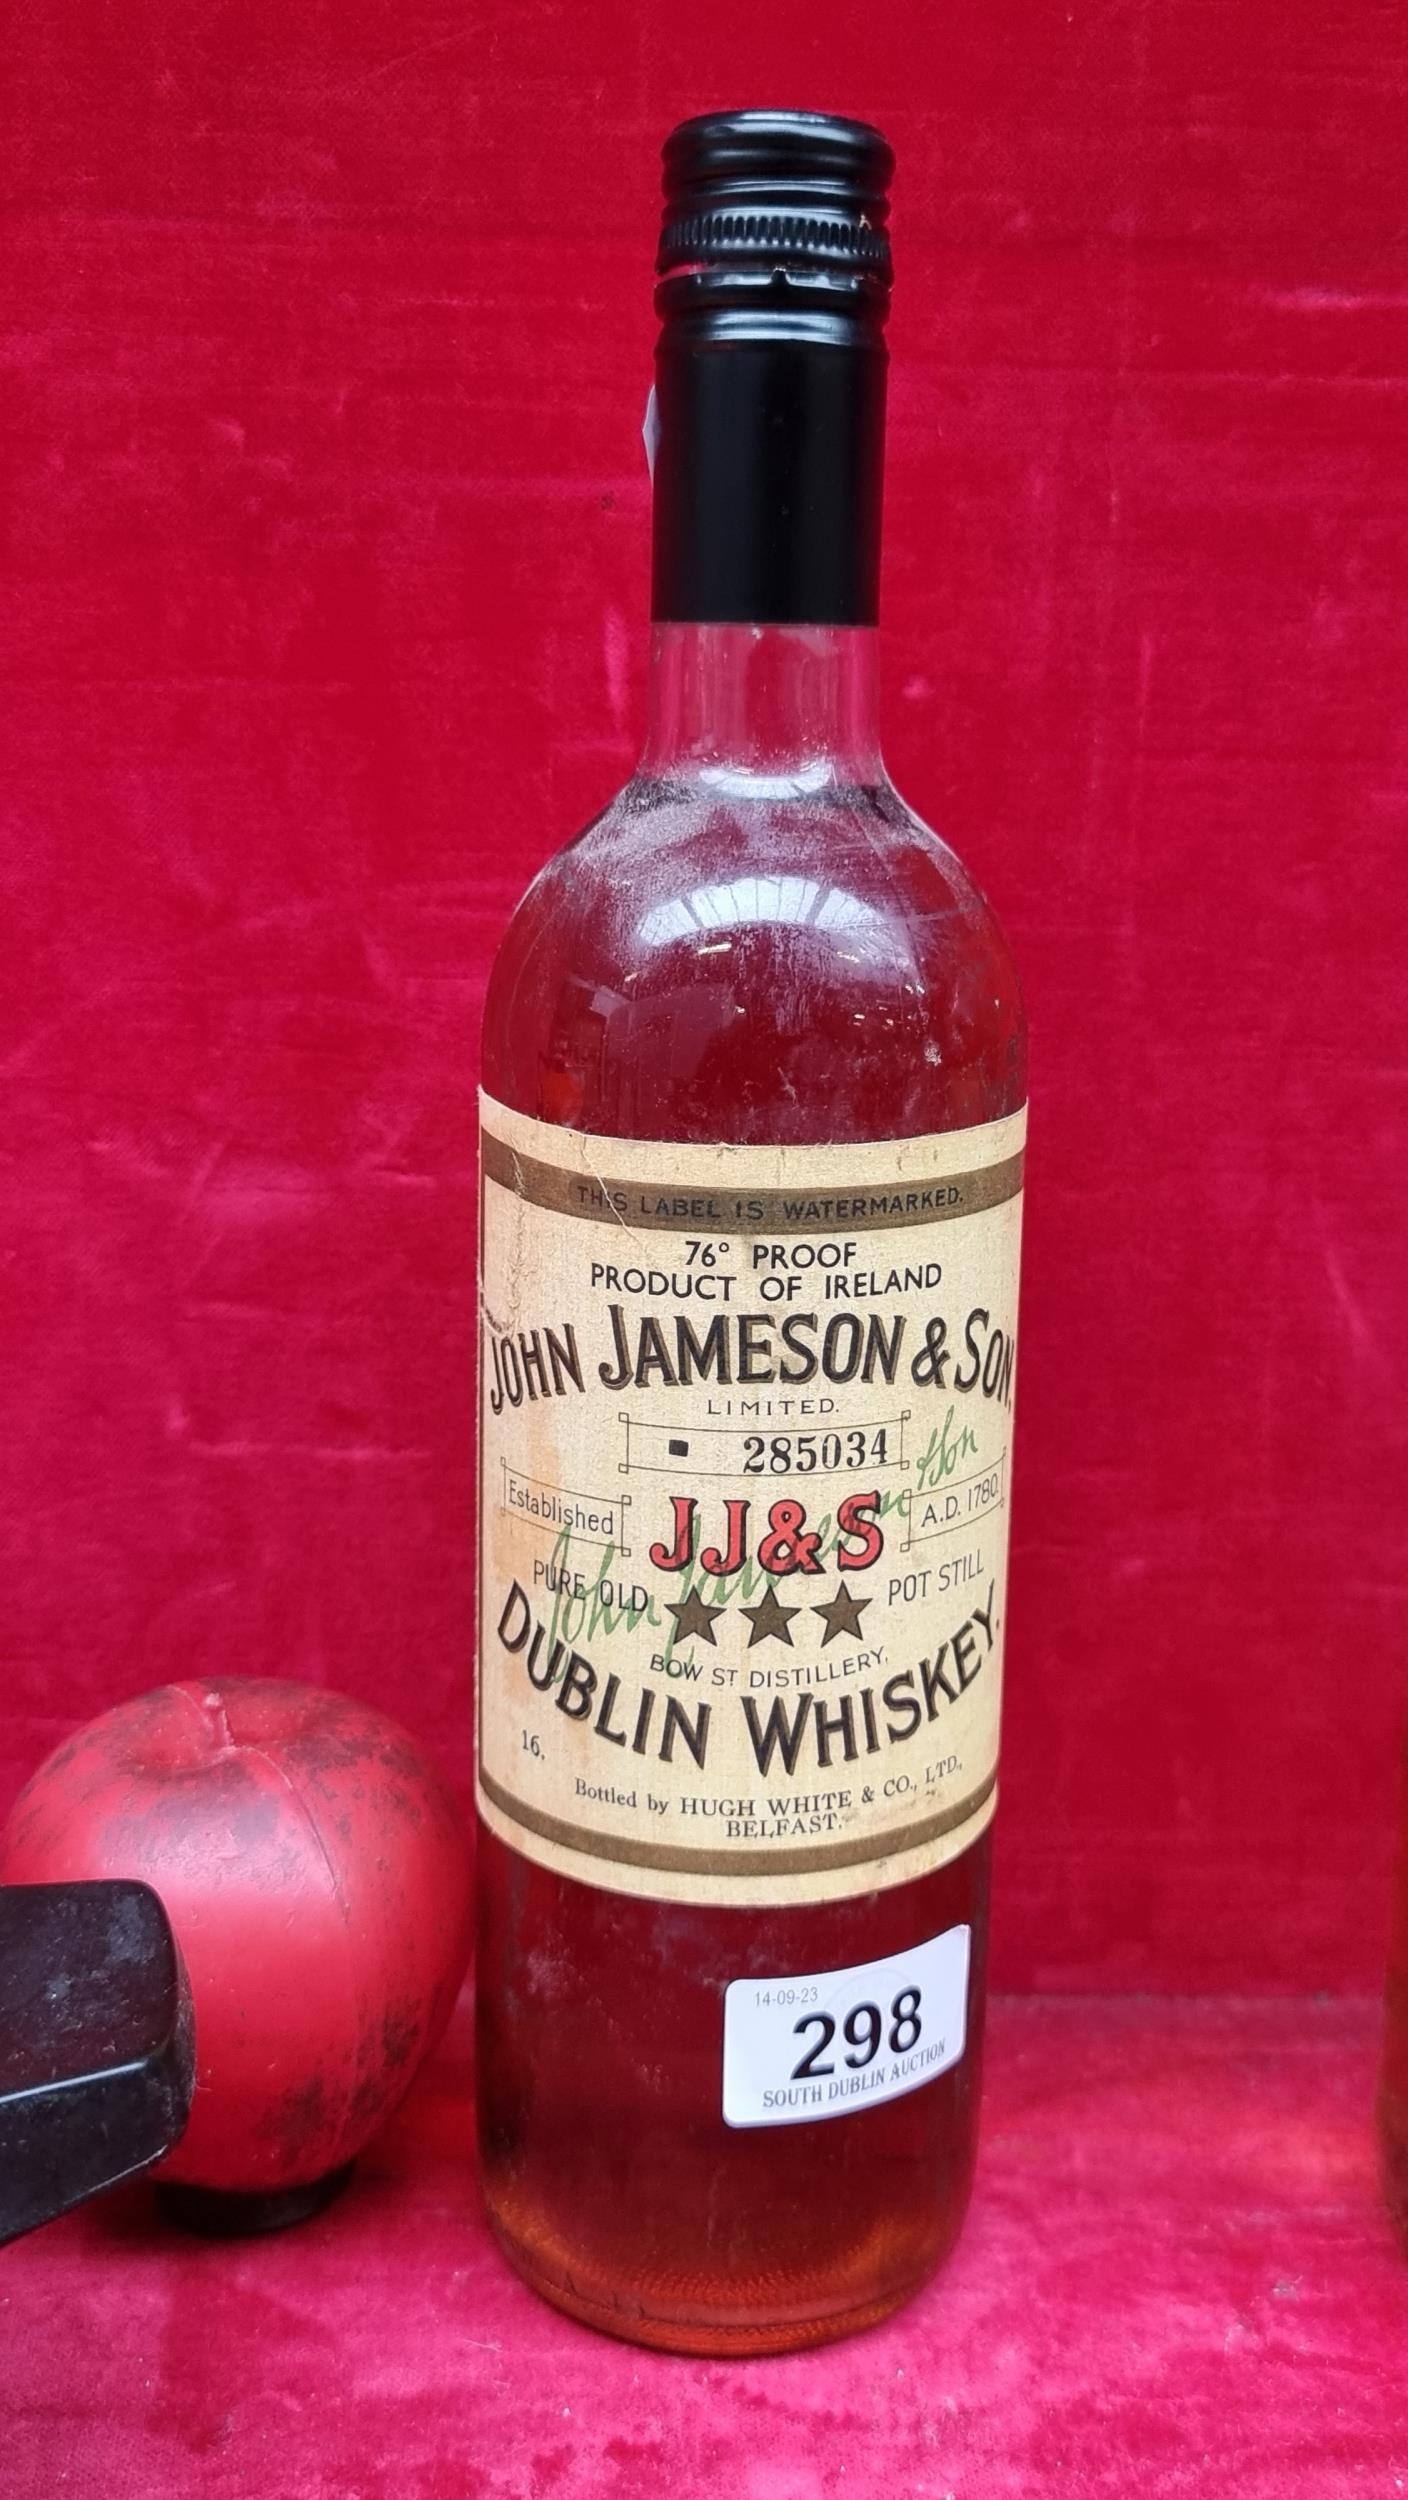 THIS LABEL IS WATERMARKED.
76° PROOF
PRODUCT OF IRELAND
JOHN JAMESON & SON,
LIMITED.
285034
Established JJ&S A.D. 1780.
John Jameson & Son
PURE OLD ★★★ POT STILL
BOW ST DISTILLERY,
DUBLIN WHISKEY.
16.
Bottled by HUGH WHITE & CO., LTD.,
BELFAST.
14-09-23
298
SOUTH DUBLIN AUCTION